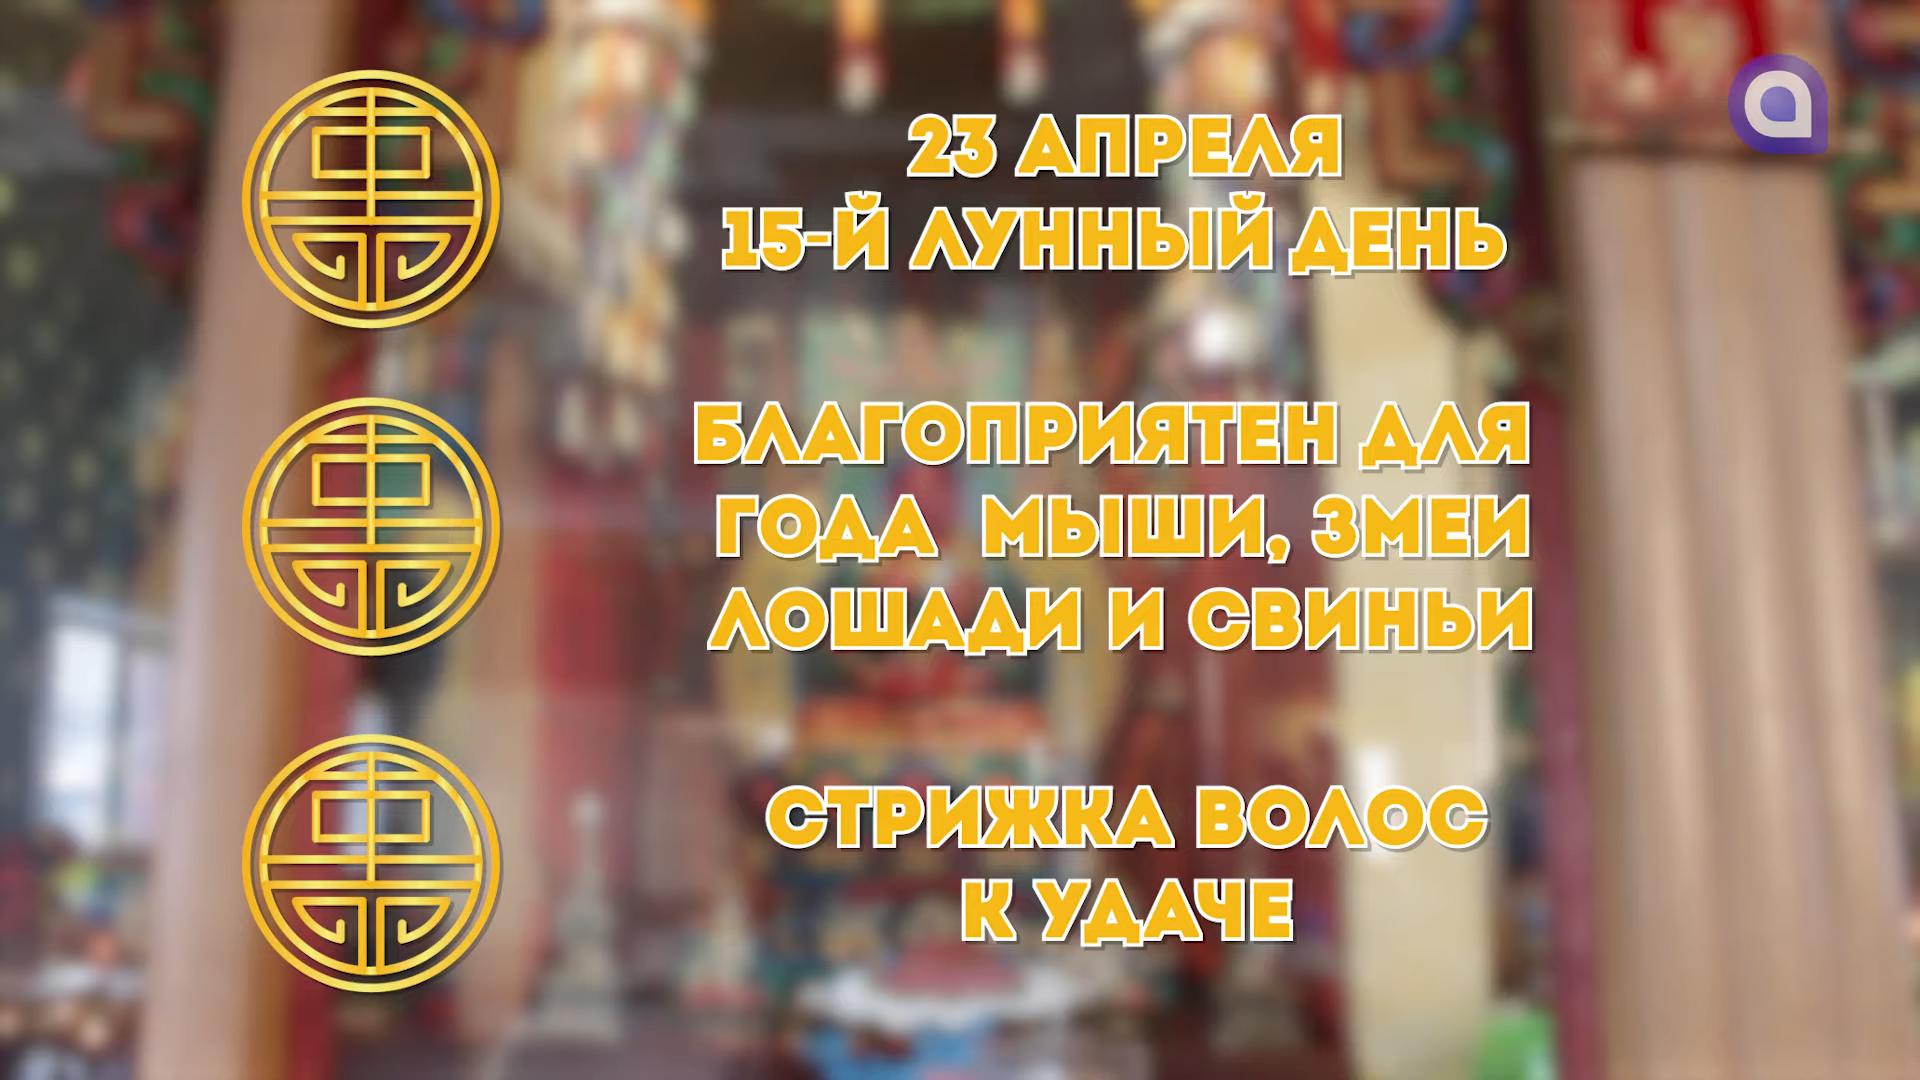 23 АПРЕЛЯ
15-Й ЛУННЫЙ ДЕНЬ
БЛАГОПРИЯТЕН ДЛЯ
ГОДА МЫШИ, ЗМЕИ
ЛОШАДИ И СВИНЬИ
СТРИЖКА ВОЛОС
К УДАЧЕ